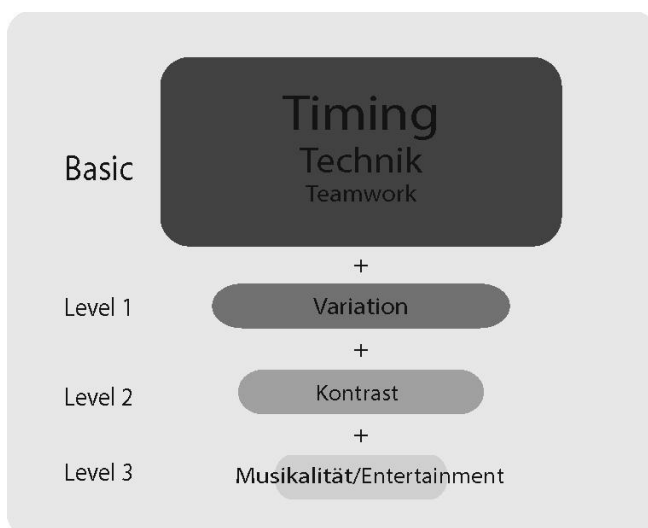 Timing
Technik
Teamwork
Basic
+
Level 1 Variation
+
Level 2 Kontrast
+
Level 3 Musikalität/Entertainment